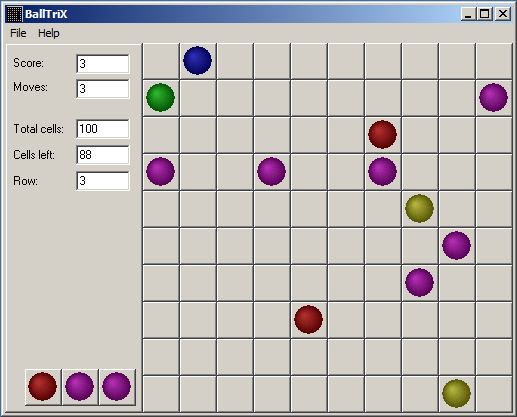 BallTriX
File Help
Score: 3
Moves: 3
Total cells: 100
Cells left: 88
Row: 3